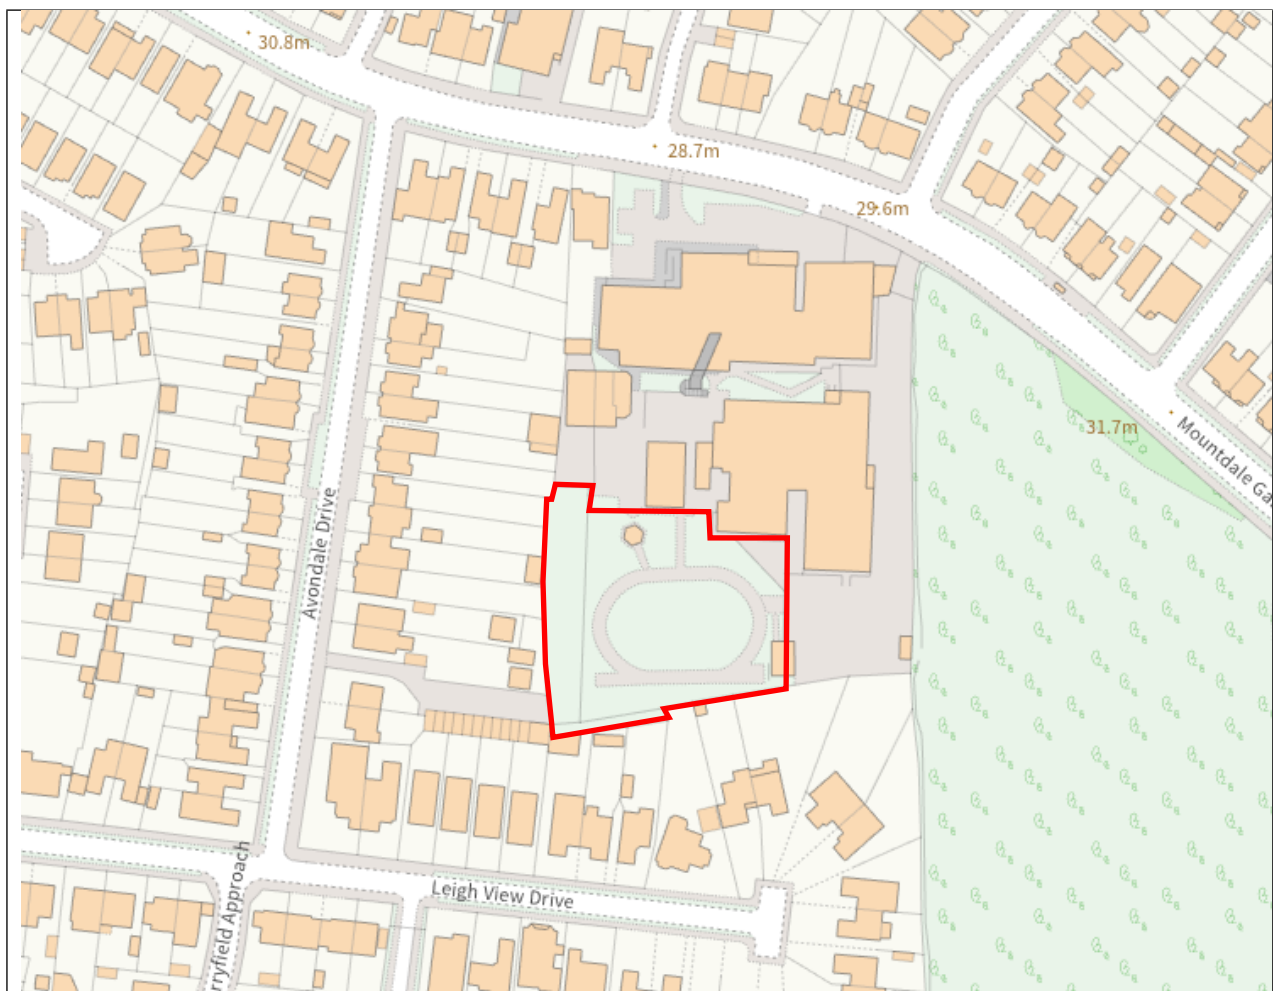 30.8m
28.7m
29.6m
31.7m
Mountdale Ga
Avondale Drive
Leigh View Drive
rryfield Approach